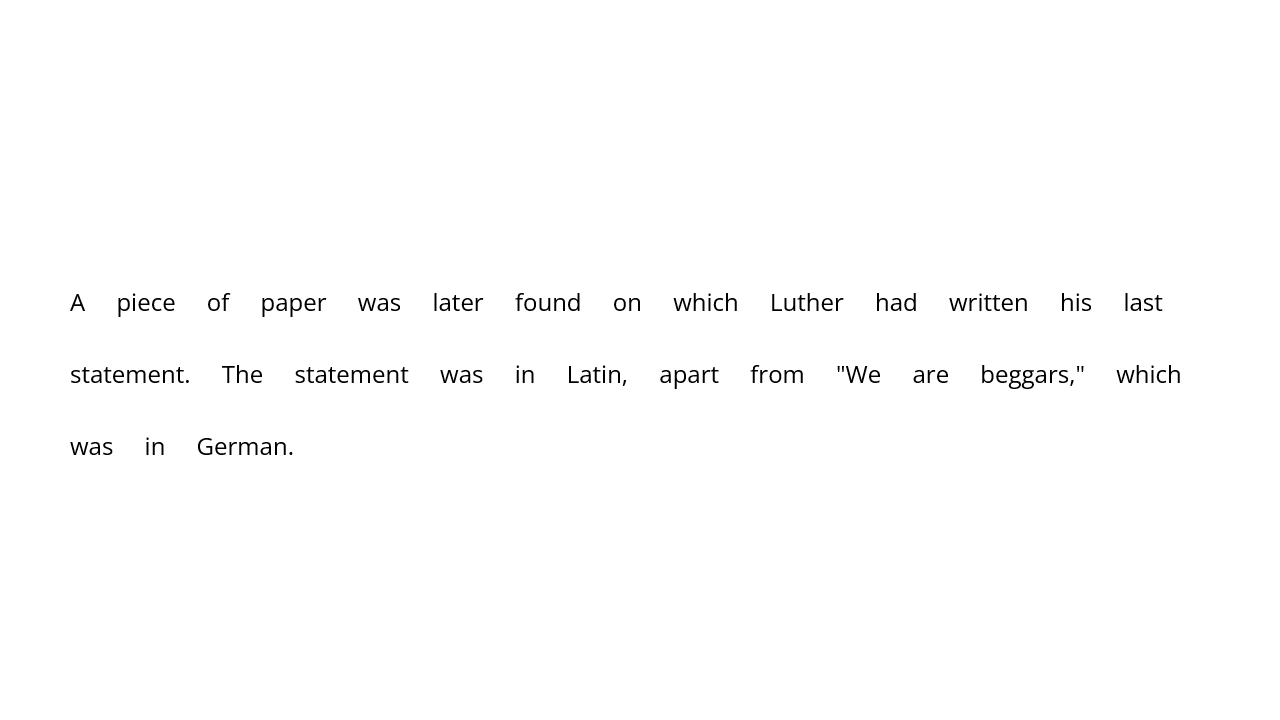 A piece of paper was later found on which Luther had written his last
statement. The statement was in Latin, apart from "We are beggars," which
was in German.